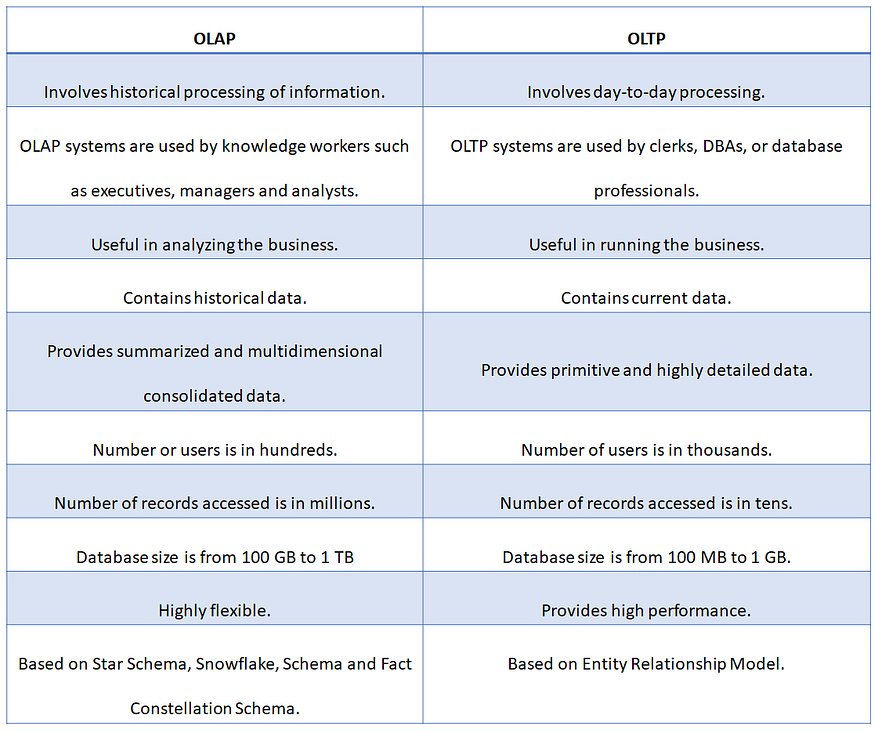 OLAP
OLTP
Involves historical processing of information.
Involves day-to-day processing.
OLAP systems are used by knowledge workers such
as executives, managers and analysts.
OLTP systems are used by clerks, DBAs, or database
professionals.
Useful in analyzing the business.
Useful in running the business.
Contains historical data.
Contains current data.
Provides summarized and multidimensional
consolidated data.
Provides primitive and highly detailed data.
Number or users is in hundreds.
Number of users is in thousands.
Number of records accessed is in millions.
Number of records accessed is in tens.
Database size is from 100 GB to 1 TB
Database size is from 100 MB to 1 GB.
Highly flexible.
Provides high performance.
Based on Star Schema, Snowflake, Schema and Fact
Constellation Schema.
Based on Entity Relationship Model.